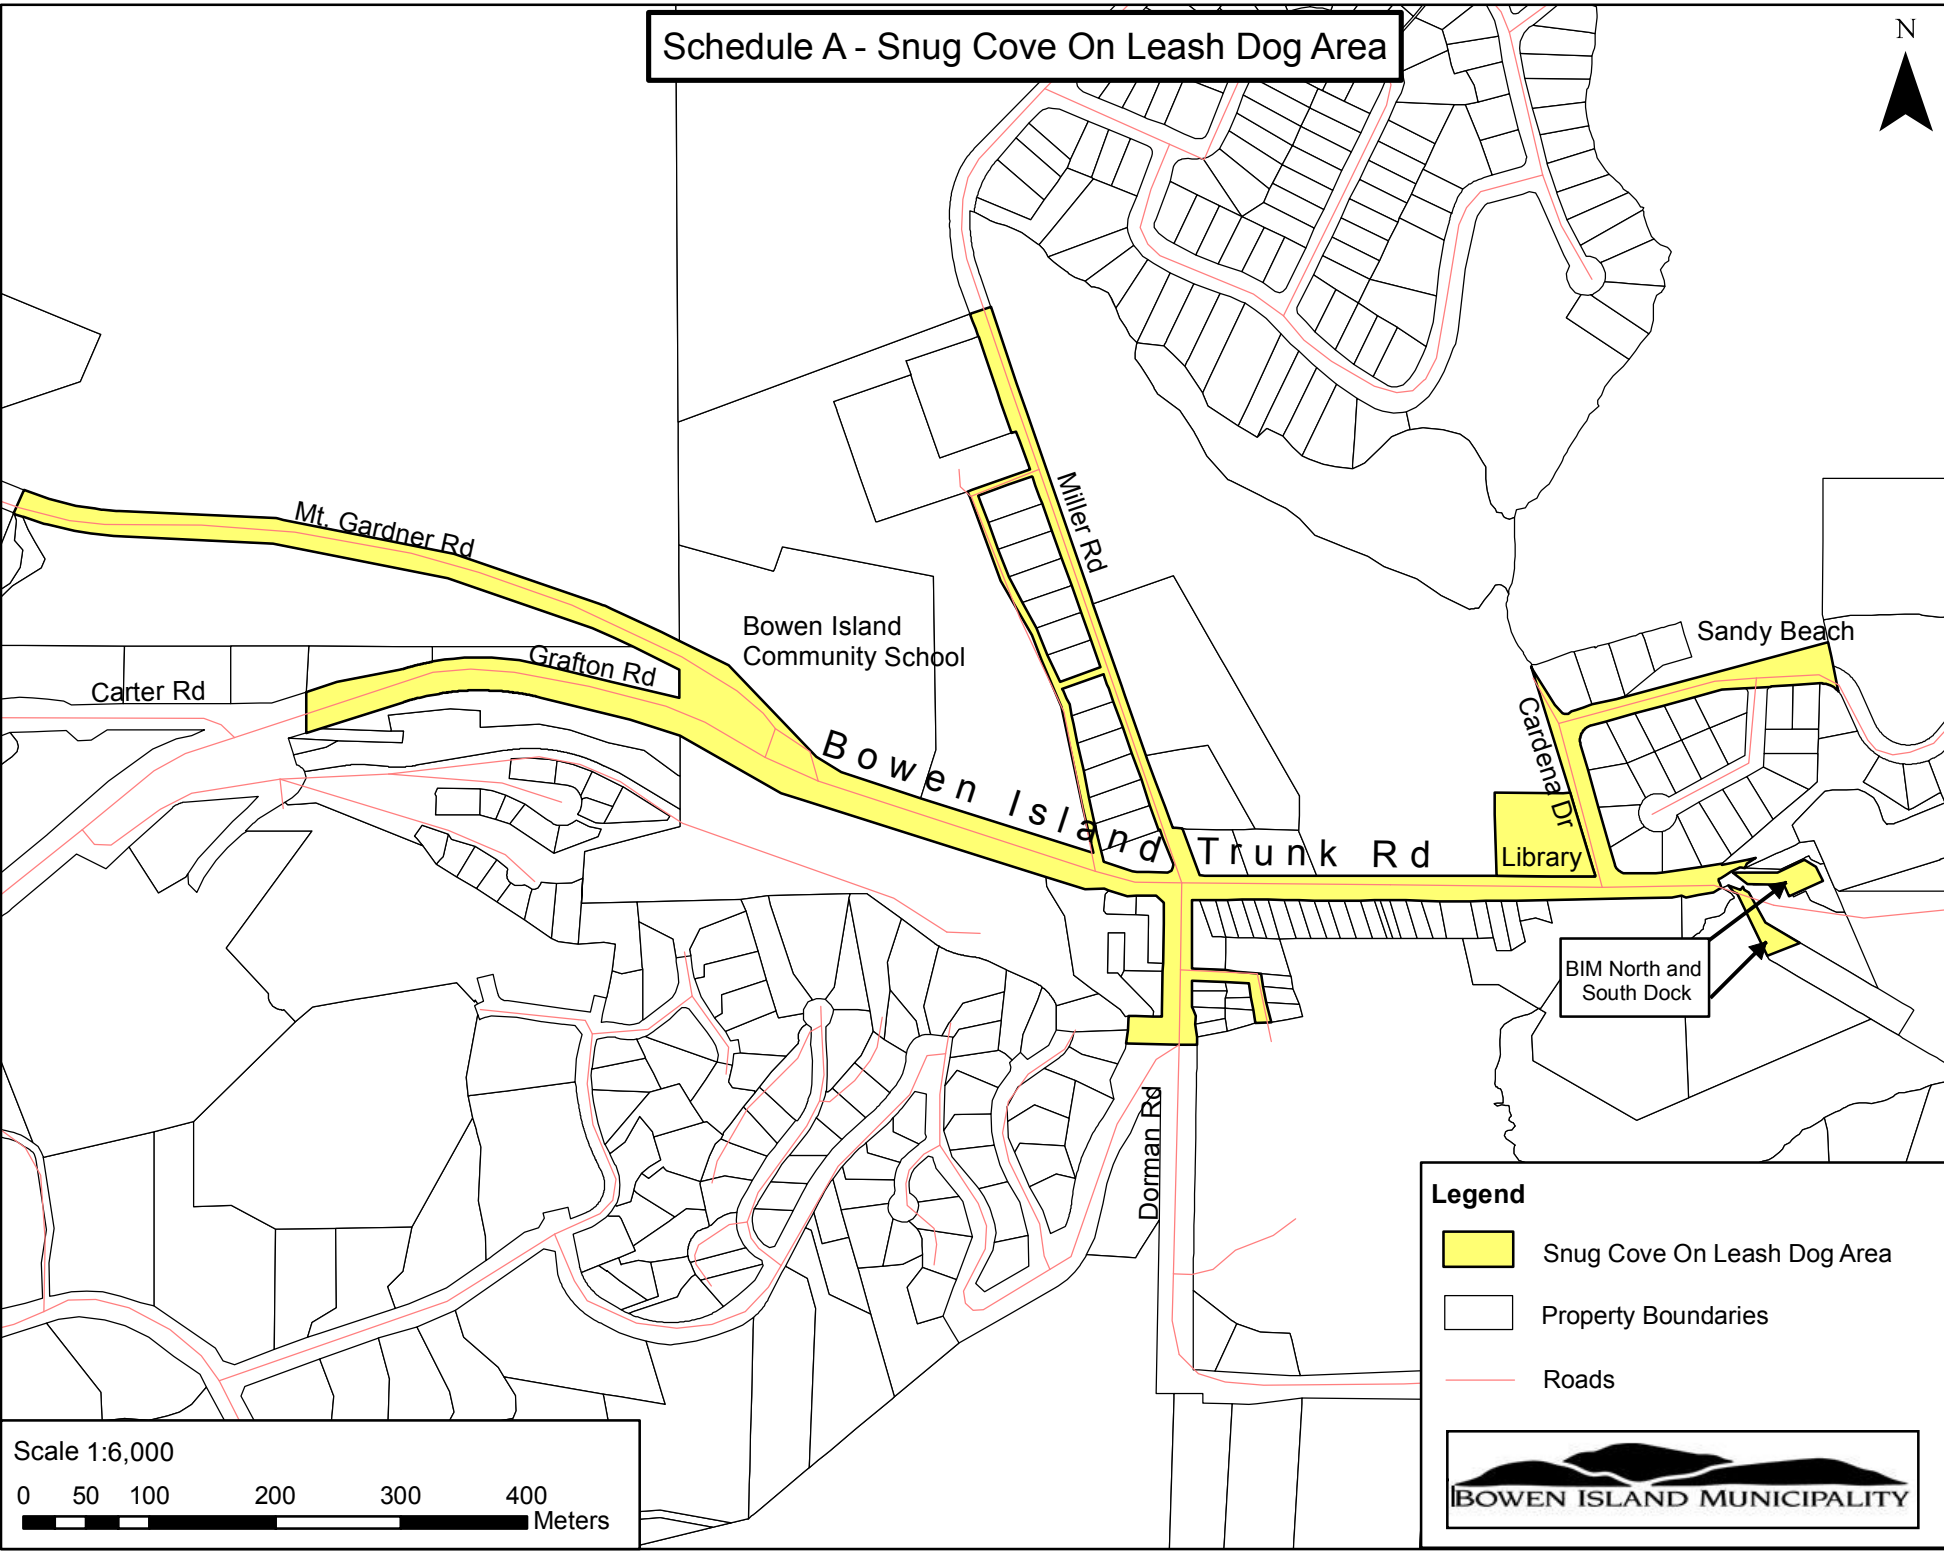 Schedule A - Snug Cove On Leash Dog Area
N
Mt. Gardner Rd
Miller Rd
Bowen Island
Community School
Sandy Beach
Grafton Rd
Carter Rd
Cardena Dr
Bowen Island Trunk Rd
Library
BIM North and
South Dock
Dorman Rd
Legend
Snug Cove On Leash Dog Area
Property Boundaries
Roads
BOWEN ISLAND MUNICIPALITY
Scale 1:6,000
0 50 100 200 300 400
Meters